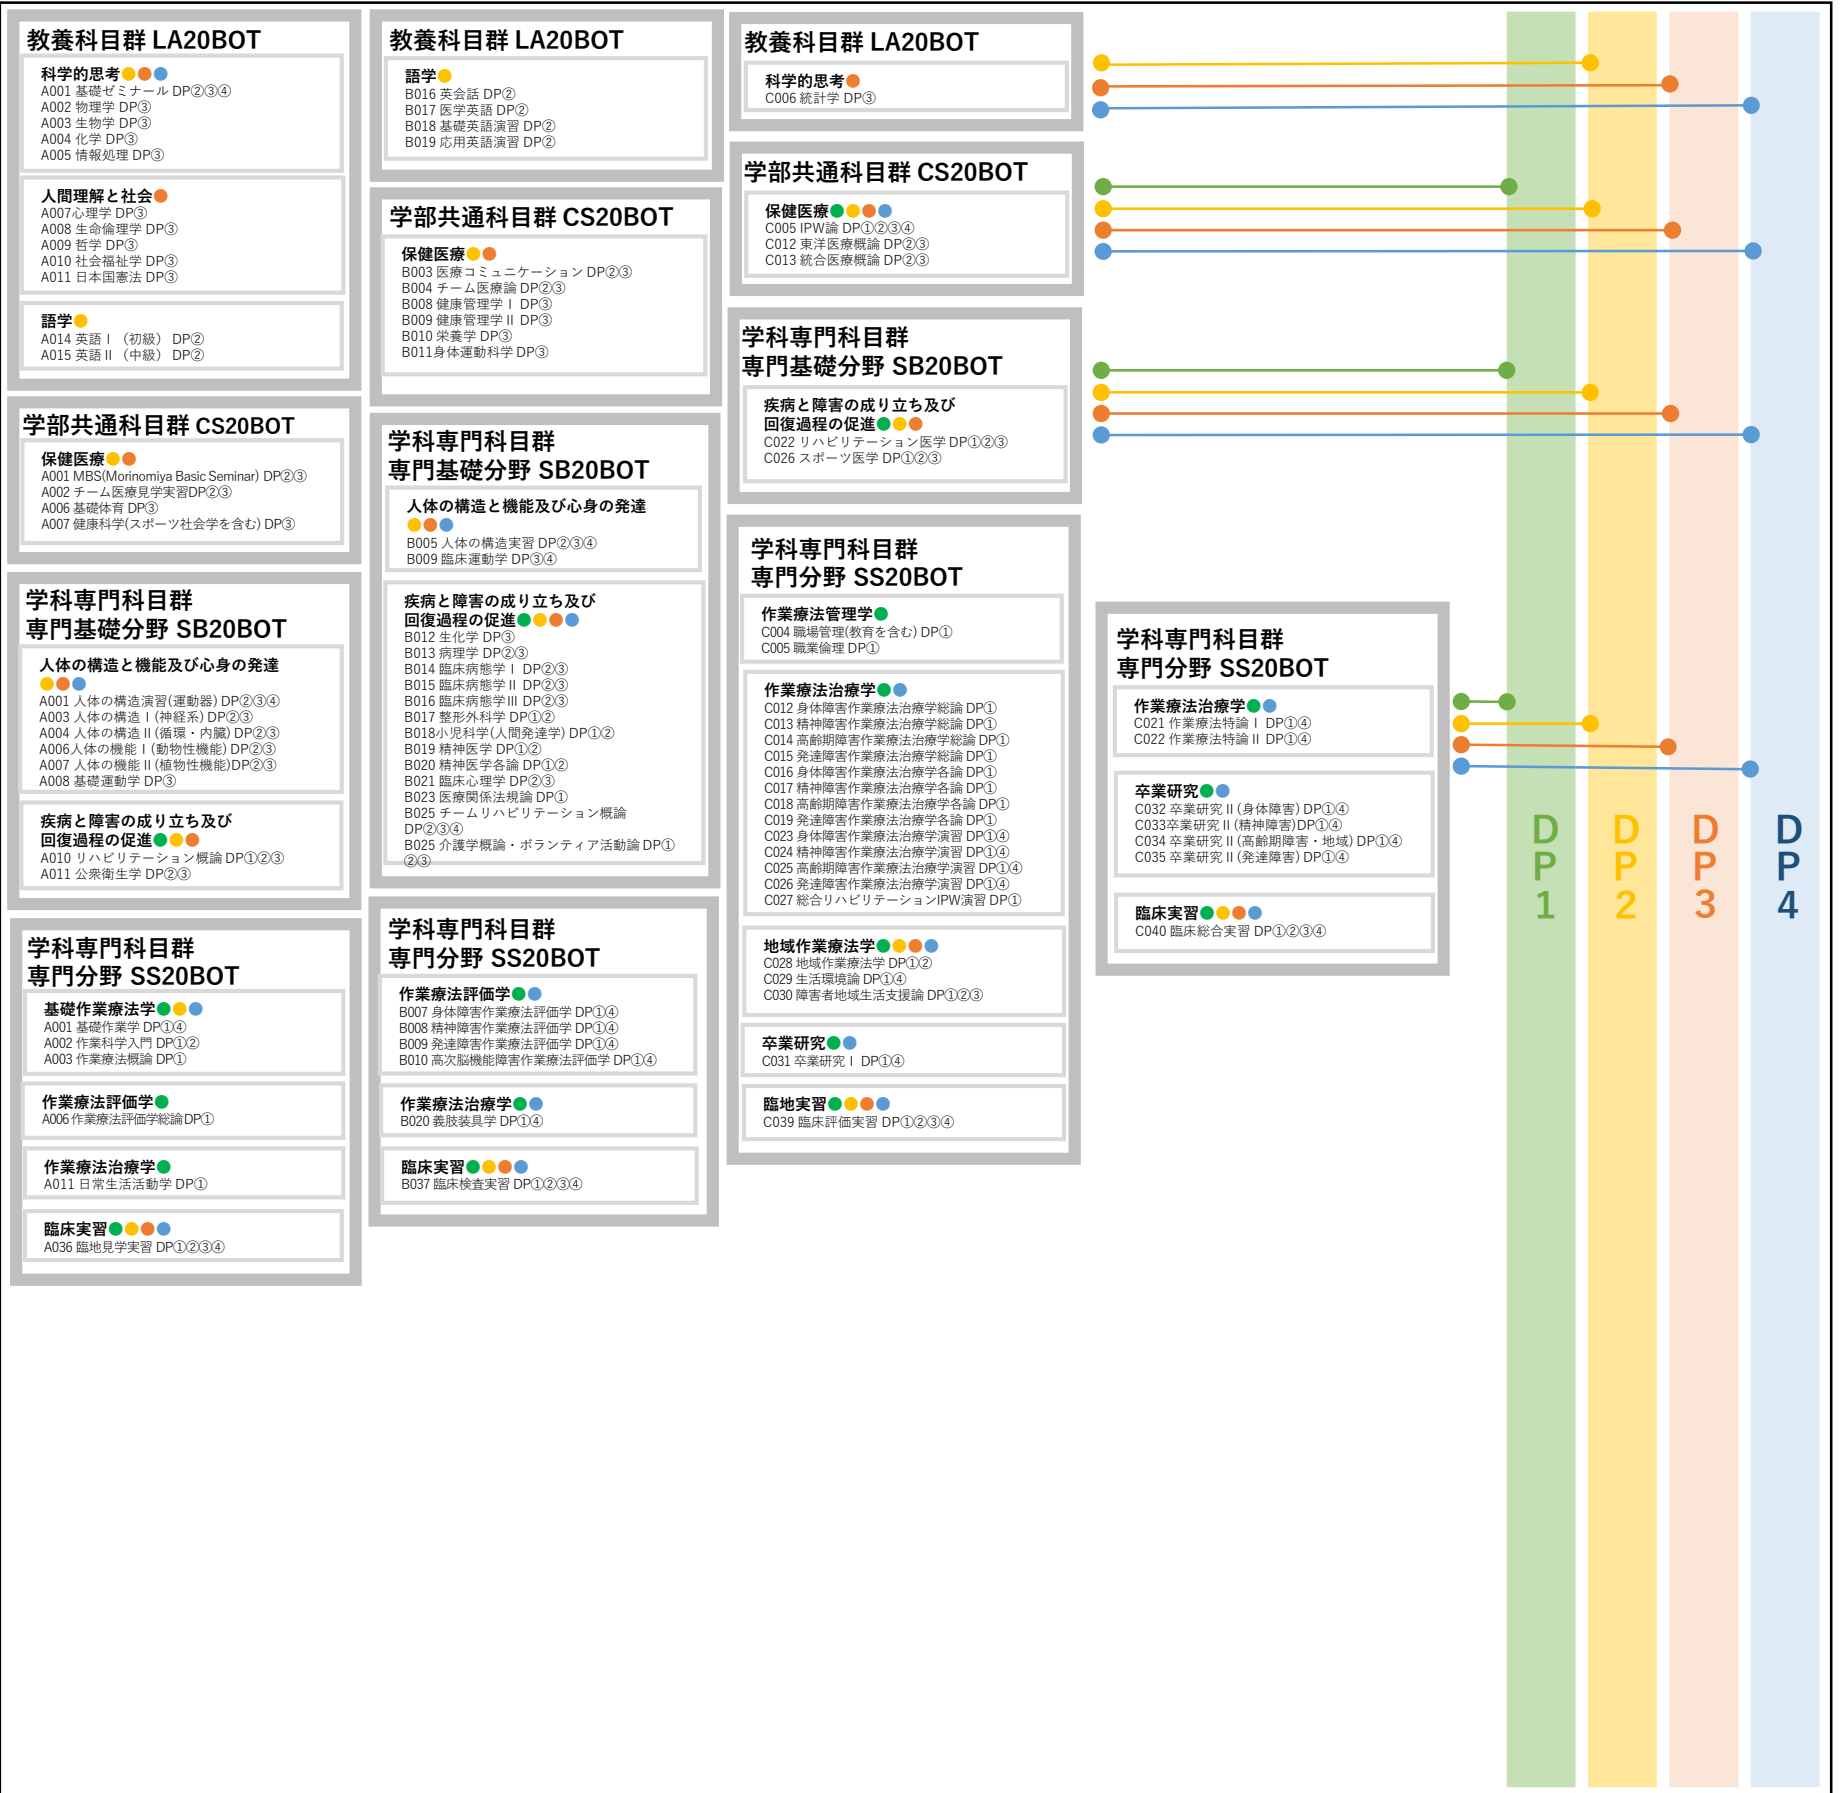 教養科目群 LA20BOT
科学的思考
A001 基礎ゼミナール DP②③④
A002 物理学 DP③
A003 生物学 DP③
A004 化学 DP③
A005 情報処理 DP③
人間理解と社会
A007心理学 DP③
A008 生命倫理学 DP③
A009 哲学 DP③
A010 社会福祉学 DP③
A011 日本国憲法 DP③
語学
A014 英語Ⅰ（初級） DP②
A015 英語Ⅱ（中級） DP②
学部共通科目群 CS20BOT
保健医療
A001 MBS(Morinomiya Basic Seminar) DP②③
A002 チーム医療見学実習DP②③
A006 基礎体育 DP③
A007 健康科学(スポーツ社会学を含む) DP③
学科専門科目群
専門基礎分野 SB20BOT
人体の構造と機能及び心身の発達
A001 人体の構造演習(運動器) DP②③④
A003 人体の構造Ⅰ(神経系) DP②③
A004 人体の構造Ⅱ(循環・内臓) DP②③
A006人体の機能Ⅰ(動物性機能) DP②③
A007 人体の機能Ⅱ(植物性機能)DP②③
A008 基礎運動学 DP③
疾病と障害の成り立ち及び
回復過程の促進
A010 リハビリテーション概論 DP①②③
A011 公衆衛生学 DP②③
学科専門科目群
専門分野 SS20BOT
基礎作業療法学
A001 基礎作業学 DP①④
A002 作業科学入門 DP①②
A003 作業療法概論 DP①
作業療法評価学
A006 作業療法評価学総論DP①
作業療法治療学
A011 日常生活活動学 DP①
臨床実習
A036 臨地見学実習 DP①②③④
教養科目群 LA20BOT
語学
B016 英会話 DP②
B017 医学英語 DP②
B018 基礎英語演習 DP②
B019 応用英語演習 DP②
学部共通科目群 CS20BOT
保健医療
B003 医療コミュニケーション DP②③
B004 チーム医療論 DP②③
B008 健康管理学Ⅰ DP③
B009 健康管理学Ⅱ DP③
B010 栄養学 DP③
B011身体運動科学 DP③
学科専門科目群
専門基礎分野 SB20BOT
人体の構造と機能及び心身の発達
B005 人体の構造実習 DP②③④
B009 臨床運動学 DP③④
疾病と障害の成り立ち及び
回復過程の促進
B012 生化学 DP③
B013 病理学 DP②③
B014 臨床病態学Ⅰ DP②③
B015 臨床病態学Ⅱ DP②③
B016 臨床病態学Ⅲ DP②③
B017 整形外科学 DP①②
B018小児科学(人間発達学) DP①②
B019 精神医学 DP①②
B020 精神医学各論 DP①②
B021 臨床心理学 DP②③
B023 医療関係法規論 DP①
B025 チームリハビリテーション概論
DP②③④
B025 介護学概論・ボランティア活動論 DP①
②③
学科専門科目群
専門分野 SS20BOT
作業療法評価学
B007 身体障害作業療法評価学 DP①④
B008 精神障害作業療法評価学 DP①④
B009 発達障害作業療法評価学 DP①④
B010 高次脳機能障害作業療法評価学 DP①④
作業療法治療学
B020 義肢装具学 DP①④
臨床実習
B037 臨床検査実習 DP①②③④
教養科目群 LA20BOT
科学的思考
C006 統計学 DP③
学部共通科目群 CS20BOT
保健医療
C005 IPW論 DP①②③④
C012 東洋医療概論 DP②③
C013 統合医療概論 DP②③
学科専門科目群
専門基礎分野 SB20BOT
疾病と障害の成り立ち及び
回復過程の促進
C022 リハビリテーション医学 DP①②③
C026 スポーツ医学 DP①②③
学科専門科目群
専門分野 SS20BOT
作業療法管理学
C004 職場管理(教育を含む) DP①
C005 職業倫理 DP①
作業療法治療学
C012 身体障害作業療法治療学総論 DP①
C013 精神障害作業療法治療学総論 DP①
C014 高齢期障害作業療法治療学総論 DP①
C015 発達障害作業療法治療学総論 DP①
C016 身体障害作業療法治療学各論 DP①
C017 精神障害作業療法治療学各論 DP①
C018 高齢期障害作業療法治療学各論 DP①
C019 発達障害作業療法治療学各論 DP①
C023 身体障害作業療法治療学演習 DP①④
C024 精神障害作業療法治療学演習 DP①④
C025 高齢期障害作業療法治療学演習 DP①④
C026 発達障害作業療法治療学演習 DP①④
C027 総合リハビリテーションIPW演習 DP①
地域作業療法学
C028 地域作業療法学 DP①②
C029 生活環境論 DP①④
C030 障害者地域生活支援論 DP①②③
卒業研究
C031 卒業研究Ⅰ DP①④
臨地実習
C039 臨床評価実習 DP①②③④
学科専門科目群
専門分野 SS20BOT
作業療法治療学
C021 作業療法特論Ⅰ DP①④
C022 作業療法特論Ⅱ DP①④
卒業研究
C032 卒業研究Ⅱ(身体障害) DP①④
C033卒業研究Ⅱ(精神障害)DP①④
C034 卒業研究Ⅱ(高齢期障害・地域) DP①④
C035 卒業研究Ⅱ(発達障害) DP①④
臨床実習
C040 臨床総合実習 DP①②③④
DP1
DP2
DP3
DP4